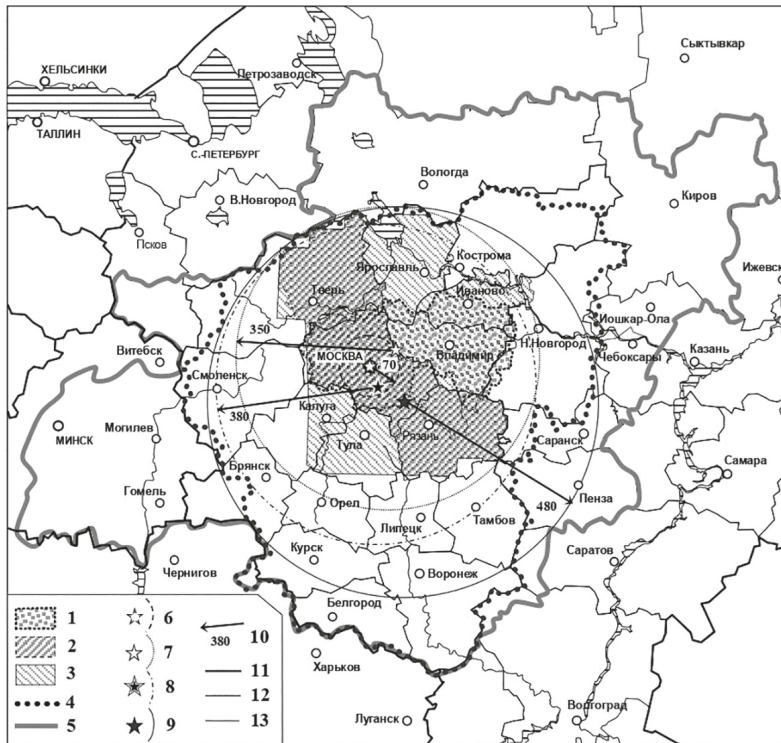 Сыктывкар
ХЕЛЬСИНКИ
Петрозаводск
ТАЛЛИН
С.-ПЕТЕРБУРГ
Вологда
В.Новгород
Киров
Псков
Кострома
Ярославль
Ижевск
Иваново
Тверь
Йошкар-Ола
350
Н.Новгород
Владимир
МОСКВА
Чебоксары
Казань
Витебск
70
Смоленск
Калуга
380
МИНСК
Могилев
Рязань
Саранск
Тула
Брянск
Самара
Пенза
Гомель
Орел
480
Липецк
Тамбов
Курск
Саратов
Чернигов
Воронеж
Белгород
Харьков
Луганск
Волгоград
1
2
3
4
5
6
7
8
9
380
10
11
12
13